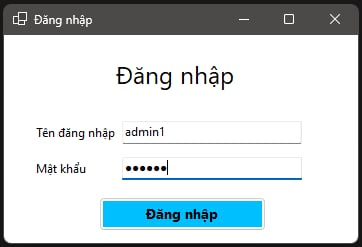 Đăng nhập
Đăng nhập
Tên đăng nhập admin1
Mật khẩu ••••••
Đăng nhập